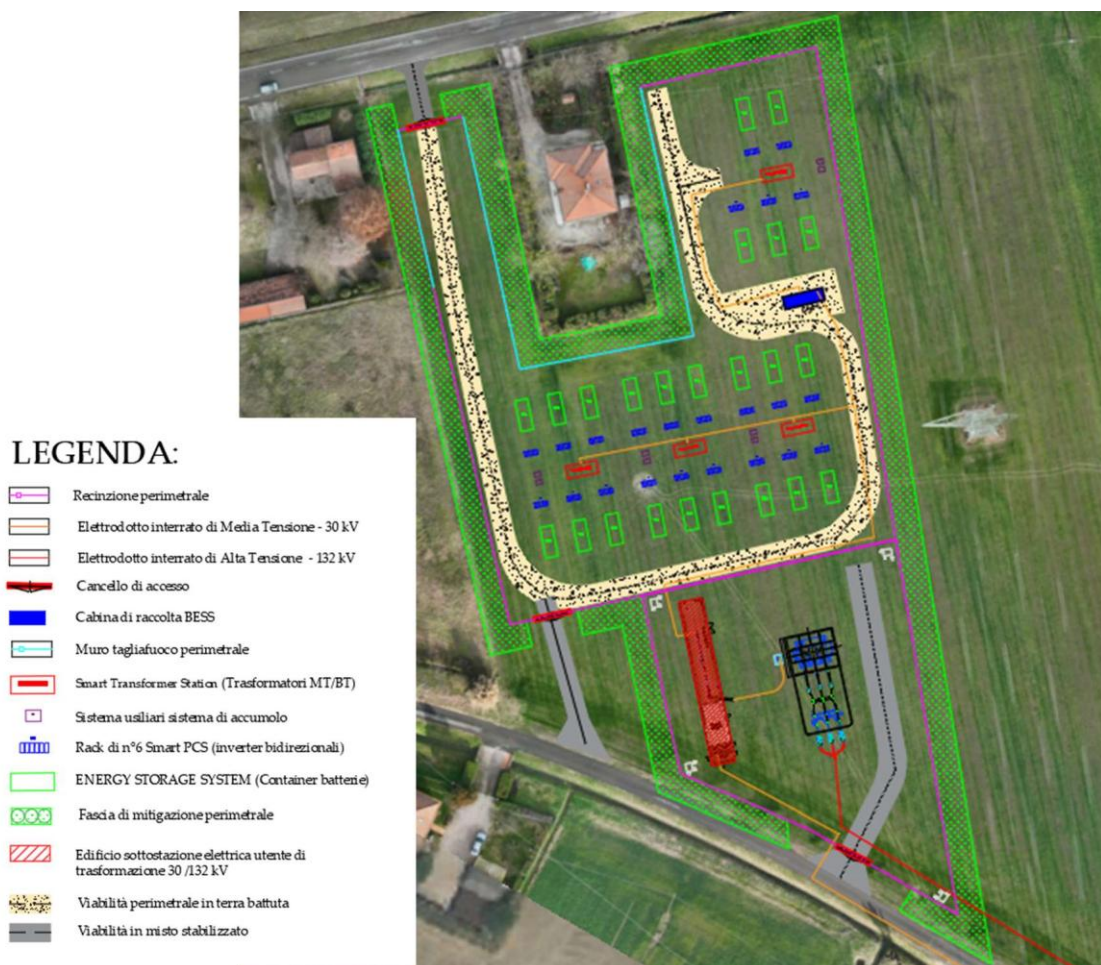 LEGENDA:
Recinzione perimetrale
Elettrodotto interrato di Media Tensione - 30 kV
Elettrodotto interrato di Alta Tensione - 132 kV
Cancello di accesso
Cabina di raccolta BESS
Muro tagliafuoco perimetrale
Smart Transformer Station (Trasformatori MT/BT)
Sistema usiliari sistema di accumolo
Rack di n°6 Smart PCS (inverter bidirezionali)
ENERGY STORAGE SYSTEM (Container batterie)
Fascia di mitigazione perimetrale
Edificio sottostazione elettrica utente di
trasformazione 30 /132 kV
Viabilità perimetrale in terra battuta
Viabilità in misto stabilizzato